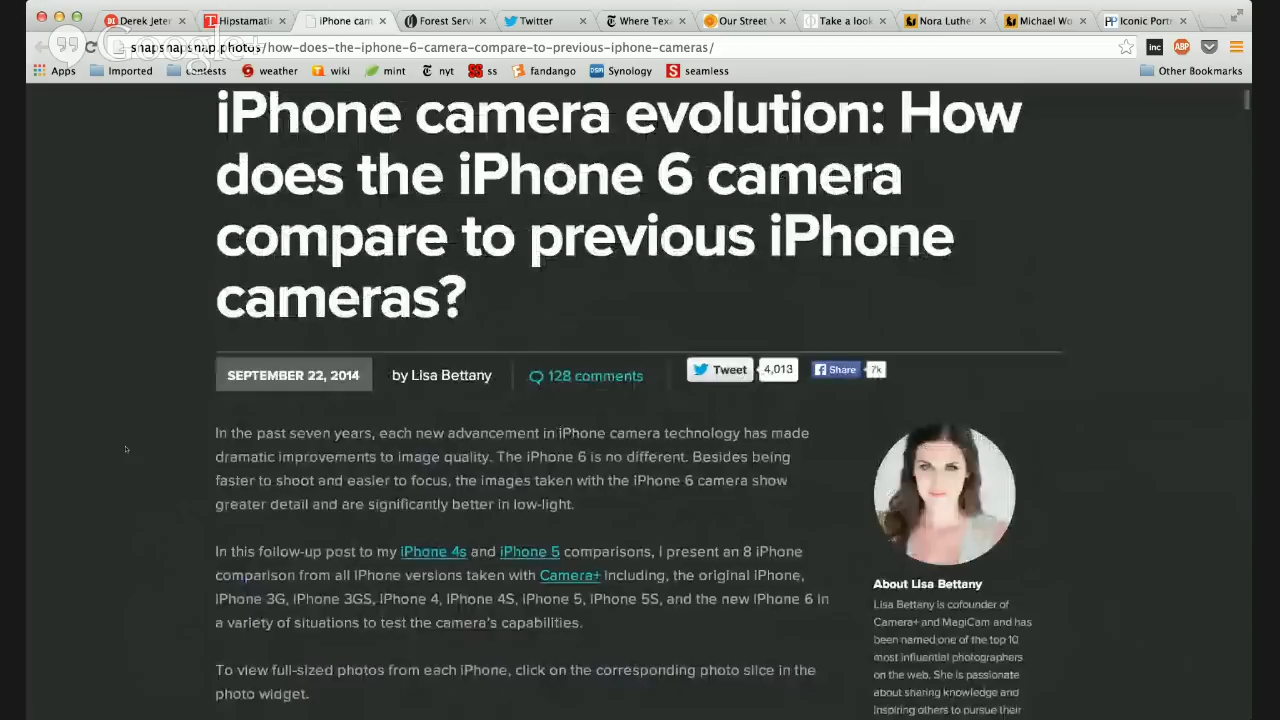 Derek Jeter
Hipstamatic
iPhone cam
Forest Servi
Twitter
Where Texa
Our Street
Take a look
Nora Luthe
Michael Wo
Iconic Portr
Google+
snapsnapsnap.photos/how-does-the-iphone-6-camera-compare-to-previous-iphone-cameras/
inc
ABP
Apps Imported contests weather wiki mint nyt ss fandango Synology seamless Other Bookmarks
iPhone camera evolution: How
does the iPhone 6 camera
compare to previous iPhone
cameras?
SEPTEMBER 22, 2014 by Lisa Bettany 128 comments Tweet 4,013 Share 7k
In the past seven years, each new advancement in iPhone camera technology has made
dramatic improvements to image quality. The iPhone 6 is no different. Besides being
faster to shoot and easier to focus, the images taken with the iPhone 6 camera show
greater detail and are significantly better in low-light.
In this follow-up post to my iPhone 4s and iPhone 5 comparisons, I present an 8 iPhone
comparison from all iPhone versions taken with Camera+ including, the original iPhone,
iPhone 3G, iPhone 3GS, iPhone 4, iPhone 4S, iPhone 5, iPhone 5S, and the new iPhone 6 in
a variety of situations to test the camera's capabilities.
To view full-sized photos from each iPhone, click on the corresponding photo slice in the
photo widget.
About Lisa Bettany
Lisa Bettany is cofounder of
Camera+ and MagiCam and has
been named one of the top 10
most influential photographers
on the web. She is passionate
about sharing knowledge and
inspiring others to pursue their